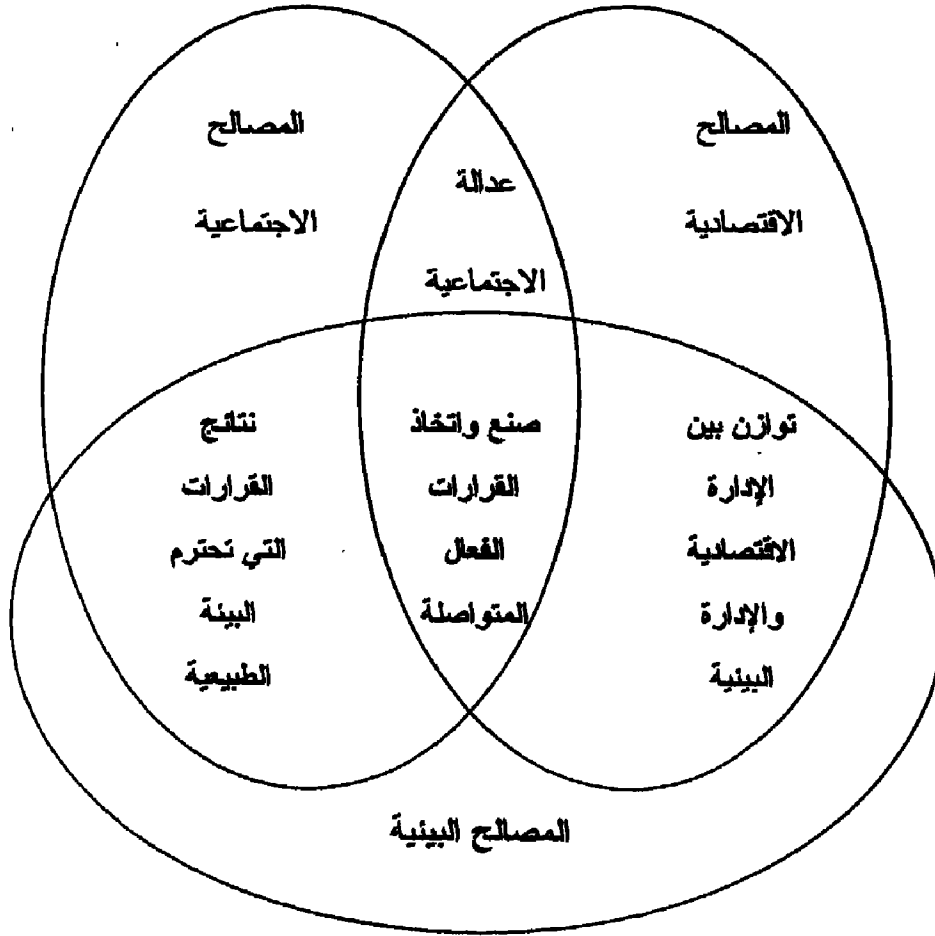 المصالح
الاقتصادية
عدالة
الاجتماعية
المصالح
الاجتماعية
توازن بين
الإدارة
الاقتصادية
والإدارة
البيئية
صنع واتخاذ
القرارات
الفعال
المتواصلة
نتائج
القرارات
التي تحترم
البيئة
الطبيعية
المصالح البيئية